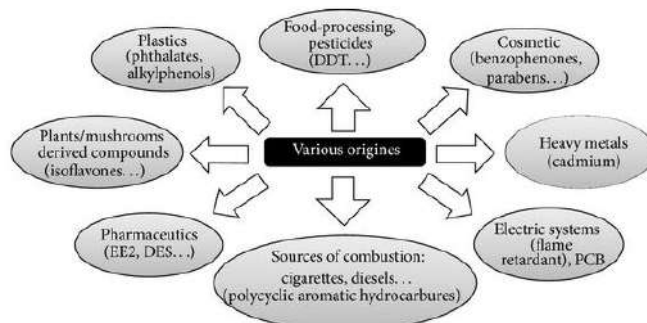 Food-processing,
pesticides
(DDT...)
Plastics
(phthalates,
alkylphenols)
Cosmetic
(benzophenones,
parabens...)
Plants/mushrooms
derived compounds
(isoflavones...)
Various origines
Heavy metals
(cadmium)
Pharmaceutics
(EE2, DES...)
Sources of combustion:
cigarettes, diesels...
(polycyclic aromatic hydrocarbures)
Electric systems
(flame
retardant), PCB